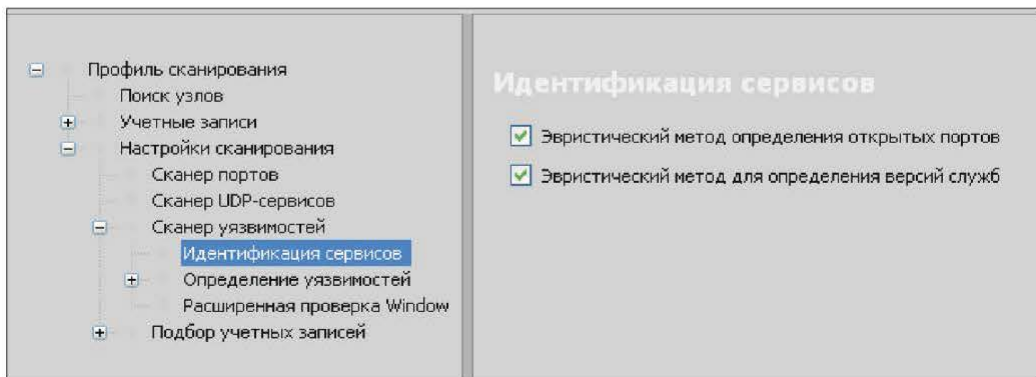 Профиль сканирования
Поиск узлов
Учетные записи
Настройки сканирования
Сканер портов
Сканер UDP-сервисов
Сканер уязвимостей
Идентификация сервисов
Определение уязвимостей
Расширенная проверка Window
Подбор учетных записей
Идентификация сервисов
Эвристический метод определения открытых портов
Эвристический метод для определения версий служб